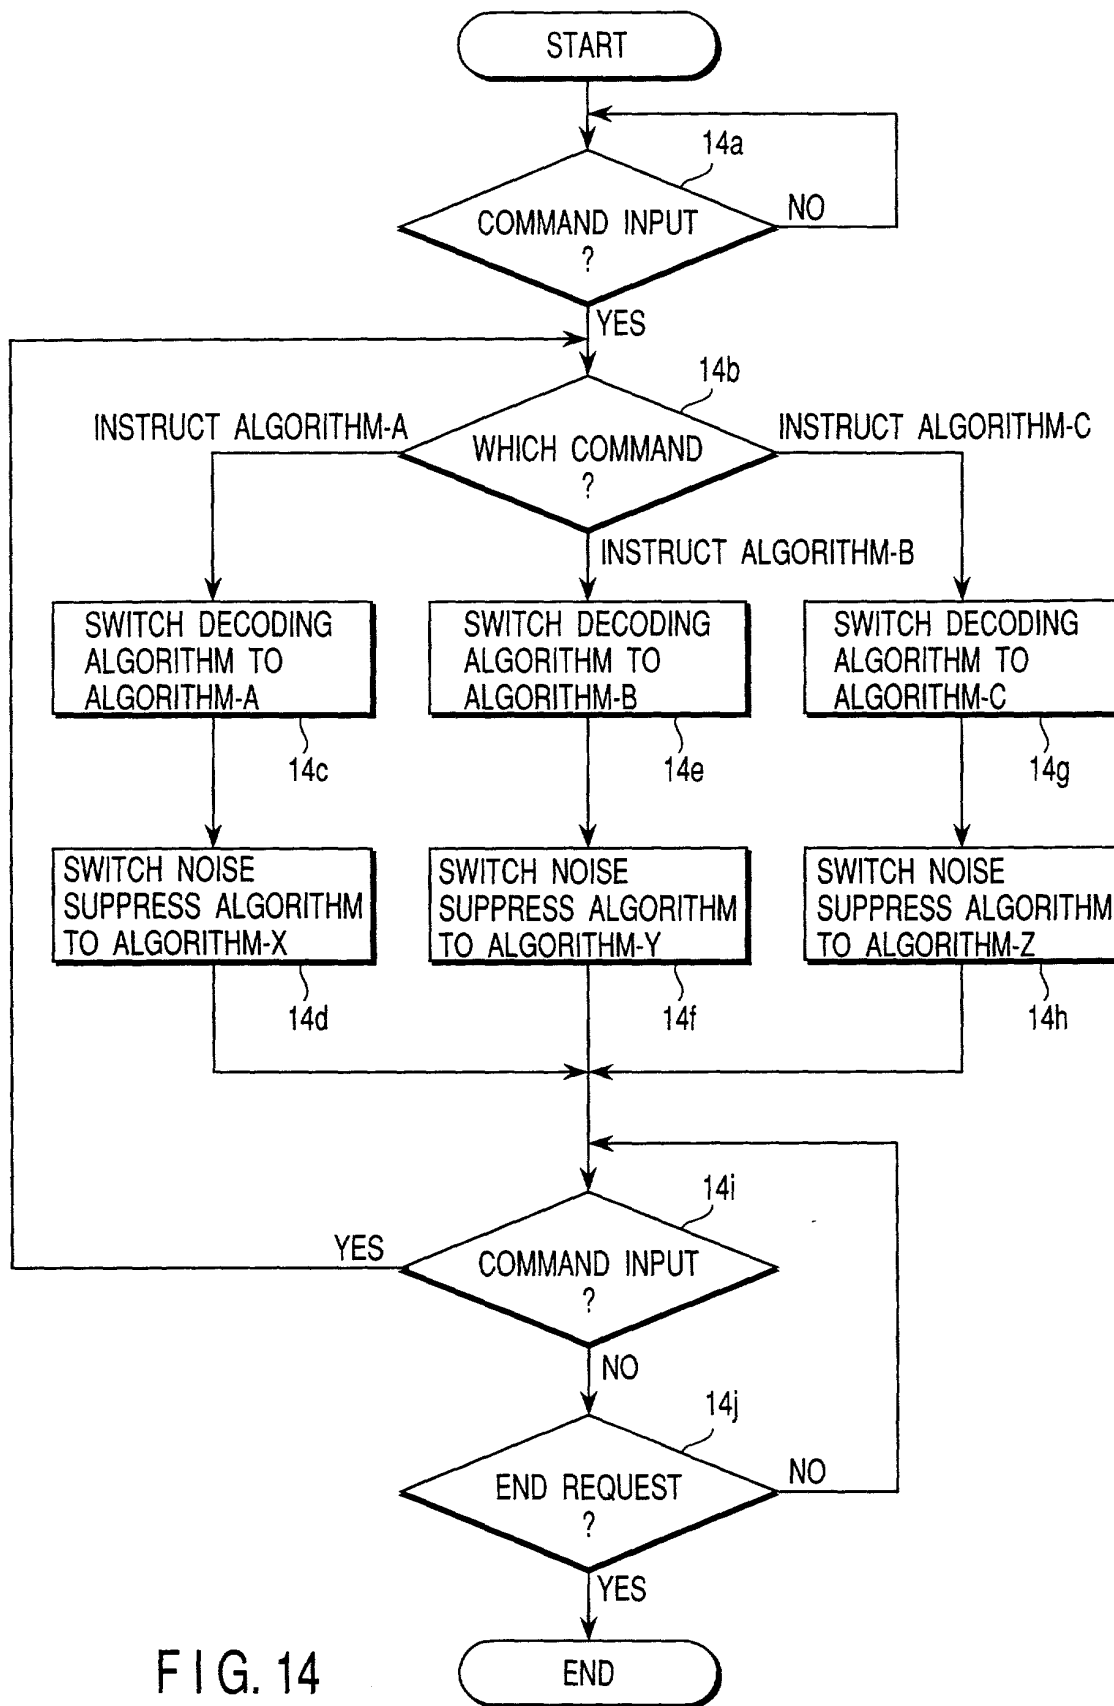 START
14a
COMMAND INPUT
?
NO
YES
14b
INSTRUCT ALGORITHM-A
INSTRUCT ALGORITHM-C
WHICH COMMAND
?
INSTRUCT ALGORITHM-B
SWITCH DECODING
ALGORITHM TO
ALGORITHM-A
14c
SWITCH DECODING
ALGORITHM TO
ALGORITHM-B
14e
SWITCH DECODING
ALGORITHM TO
ALGORITHM-C
14g
SWITCH NOISE
SUPPRESS ALGORITHM
TO ALGORITHM-X
14d
SWITCH NOISE
SUPPRESS ALGORITHM
TO ALGORITHM-Y
14f
SWITCH NOISE
SUPPRESS ALGORITHM
TO ALGORITHM-Z
14h
14i
YES
COMMAND INPUT
?
NO
14j
END REQUEST
?
NO
YES
END
FIG. 14